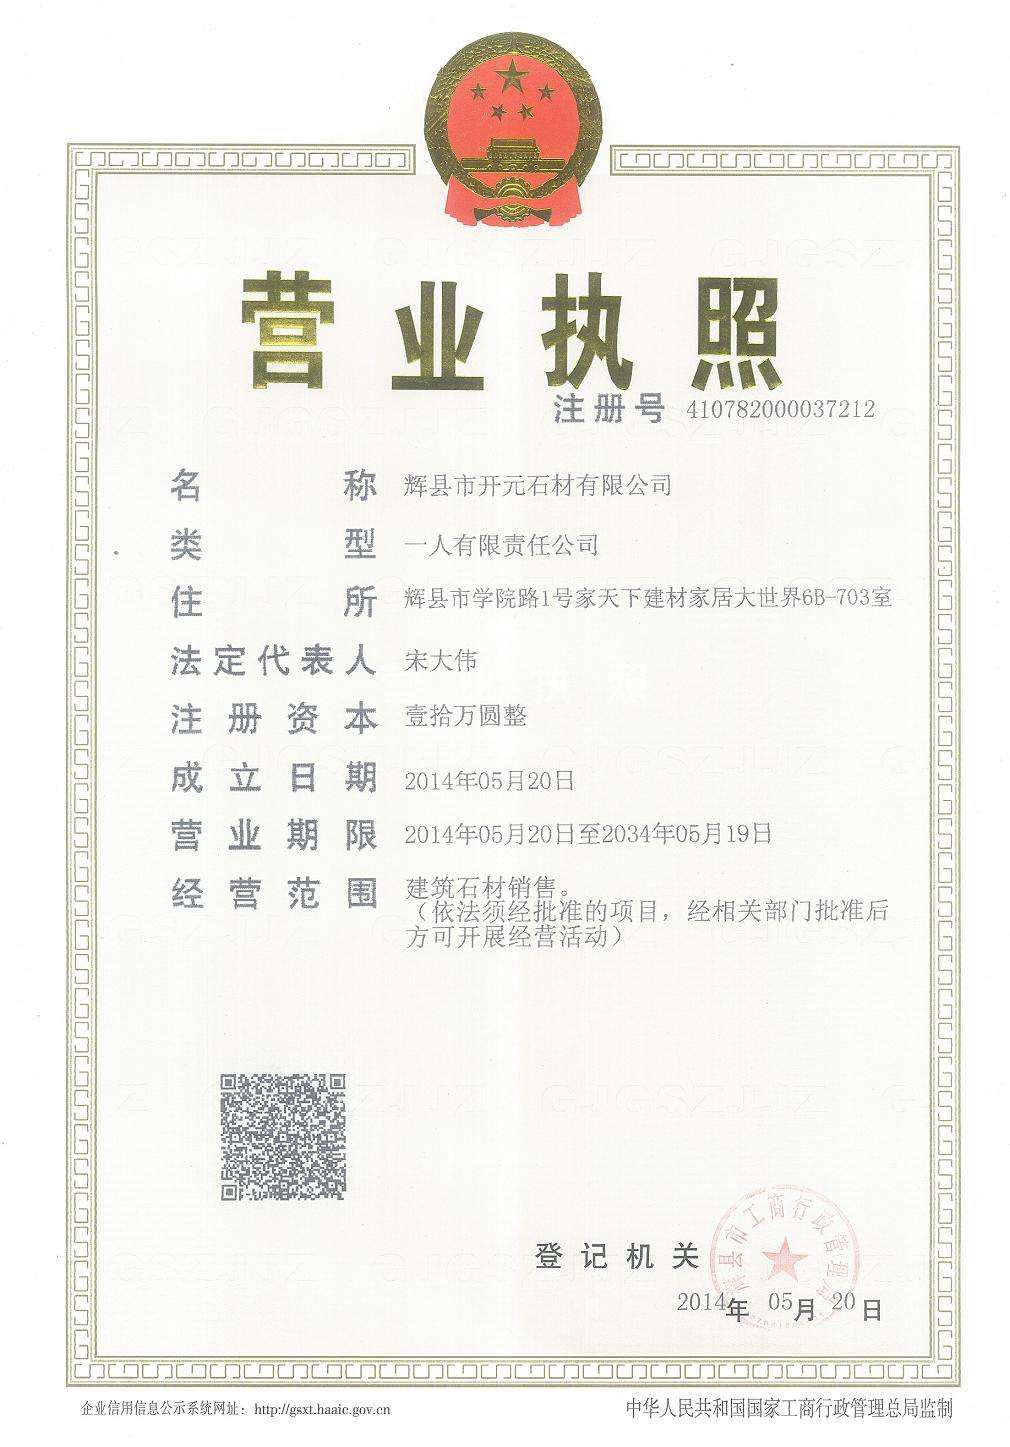 营业执照
注册号 410782000037212
名称 辉县市开元石材有限公司
类型 一人有限责任公司
住所 辉县市学院路1号家天下建材家居大世界6B-703室
法定代表人 宋大伟
注册资本 壹拾万圆整
成立日期 2014年05月20日
营业期限 2014年05月20日至2034年05月19日
经营范围 建筑石材销售。
（依法须经批准的项目，经相关部门批准后
方可开展经营活动）
辉县市工商行政管理局
登记机关
2014年 05月 20日
企业信用信息公示系统网址：http://gsxt.haaic.gov.cn
中华人民共和国国家工商行政管理总局监制